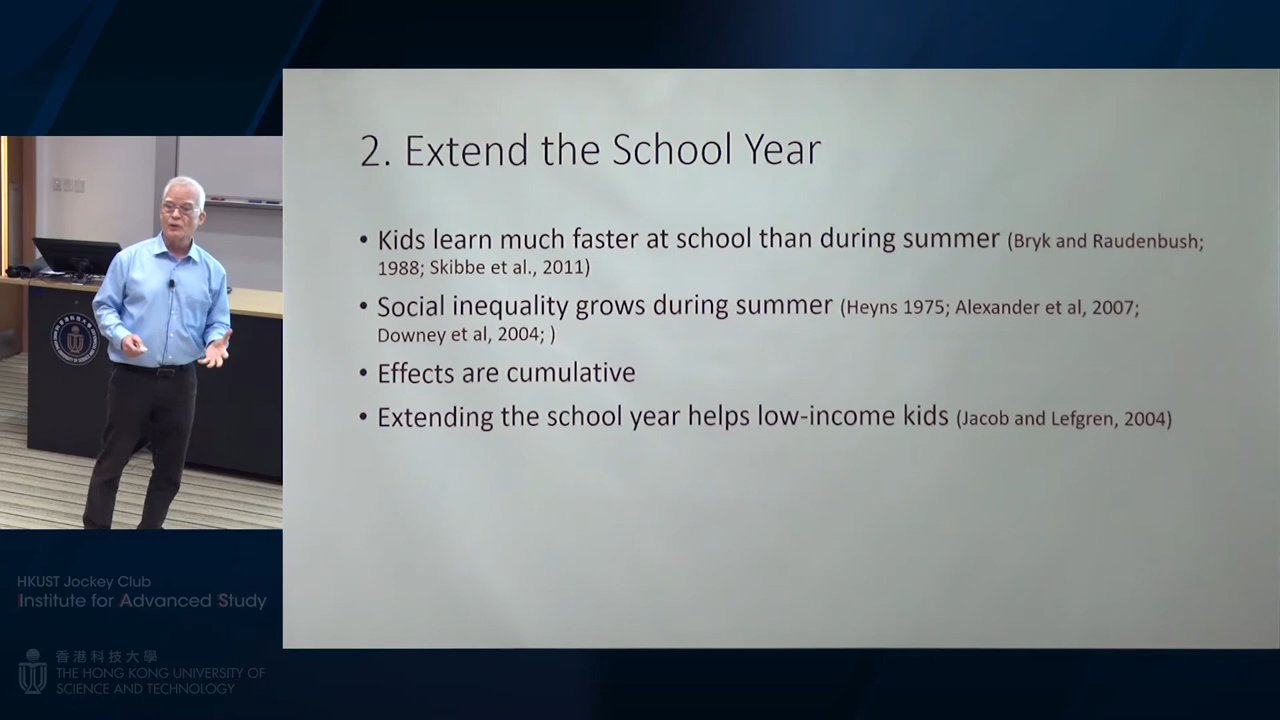 2. Extend the School Year
• Kids learn much faster at school than during summer (Bryk and Raudenbush;
1988; Skibbe et al., 2011)
• Social inequality grows during summer (Heyns 1975; Alexander et al, 2007;
Downey et al, 2004; )
• Effects are cumulative
• Extending the school year helps low-income kids (Jacob and Lefgren, 2004)
HKUST Jockey Club
Institute for Advanced Study
香港科技大學
THE HONG KONG UNIVERSITY OF
SCIENCE AND TECHNOLOGY